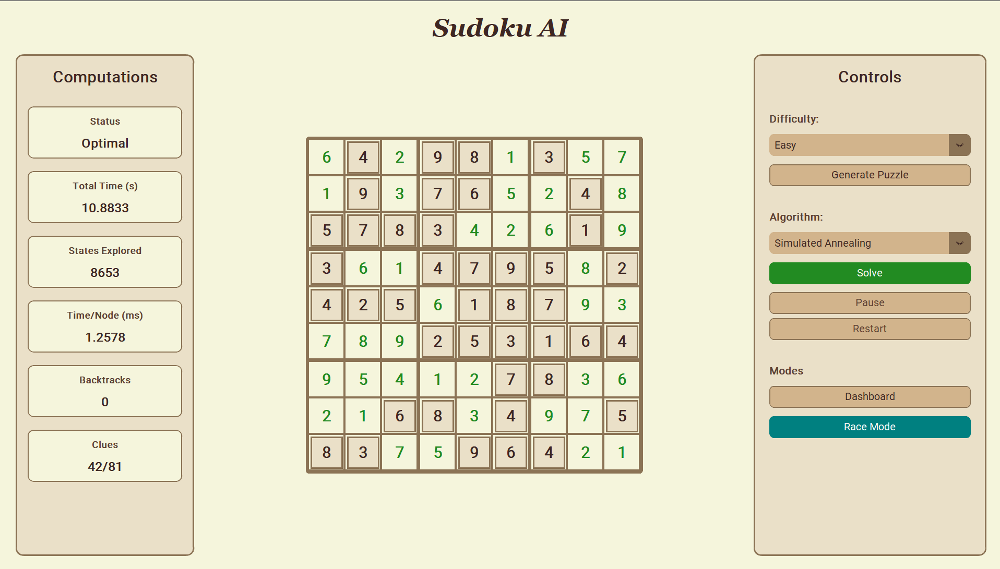 Sudoku AI
Computations
Status
Optimal
Total Time (s)
10.8833
States Explored
8653
Time/Node (ms)
1.2578
Backtracks
0
Clues
42/81
6 4 2 9 8 1 3 5 7
1 9 3 7 6 5 2 4 8
5 7 8 3 4 2 6 1 9
3 6 1 4 7 9 5 8 2
4 2 5 6 1 8 7 9 3
7 8 9 2 5 3 1 6 4
9 5 4 1 2 7 8 3 6
2 1 6 8 3 4 9 7 5
8 3 7 5 9 6 4 2 1
Controls
Difficulty:
Easy
Generate Puzzle
Algorithm:
Simulated Annealing
Solve
Pause
Restart
Modes
Dashboard
Race Mode